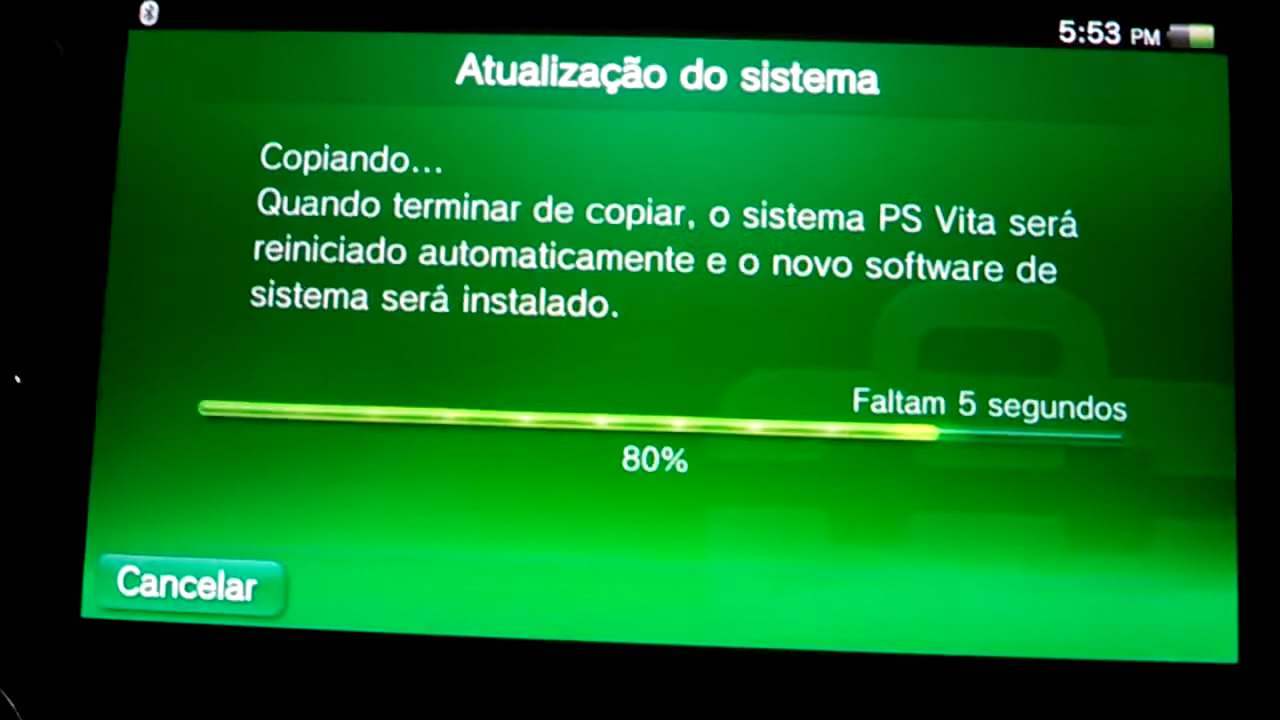 5:53 PM
Atualização do sistema
Copiando...
Quando terminar de copiar, o sistema PS Vita será
reiniciado automaticamente e o novo software de
sistema será instalado.
Faltam 5 segundos
80%
Cancelar